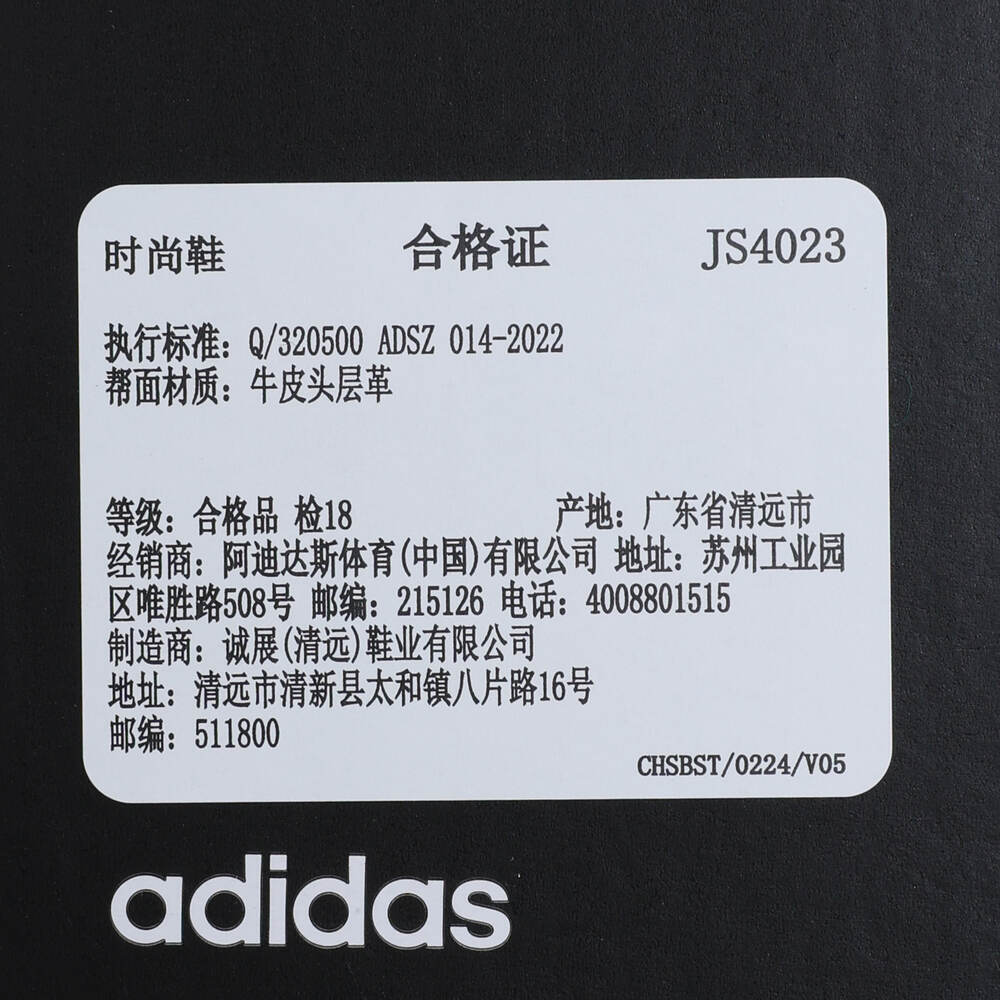 时尚鞋 合格证 JS4023
执行标准: Q/320500 ADSZ 014-2022
帮面材质: 牛皮头层革
等级: 合格品 检18 产地: 广东省清远市
经销商: 阿迪达斯体育(中国)有限公司 地址: 苏州工业园
区唯胜路508号 邮编: 215126 电话: 4008801515
制造商: 诚展(清远)鞋业有限公司
地址: 清远市清新县太和镇八片路16号
邮编: 511800
CHSBST/0224/V05
adidas